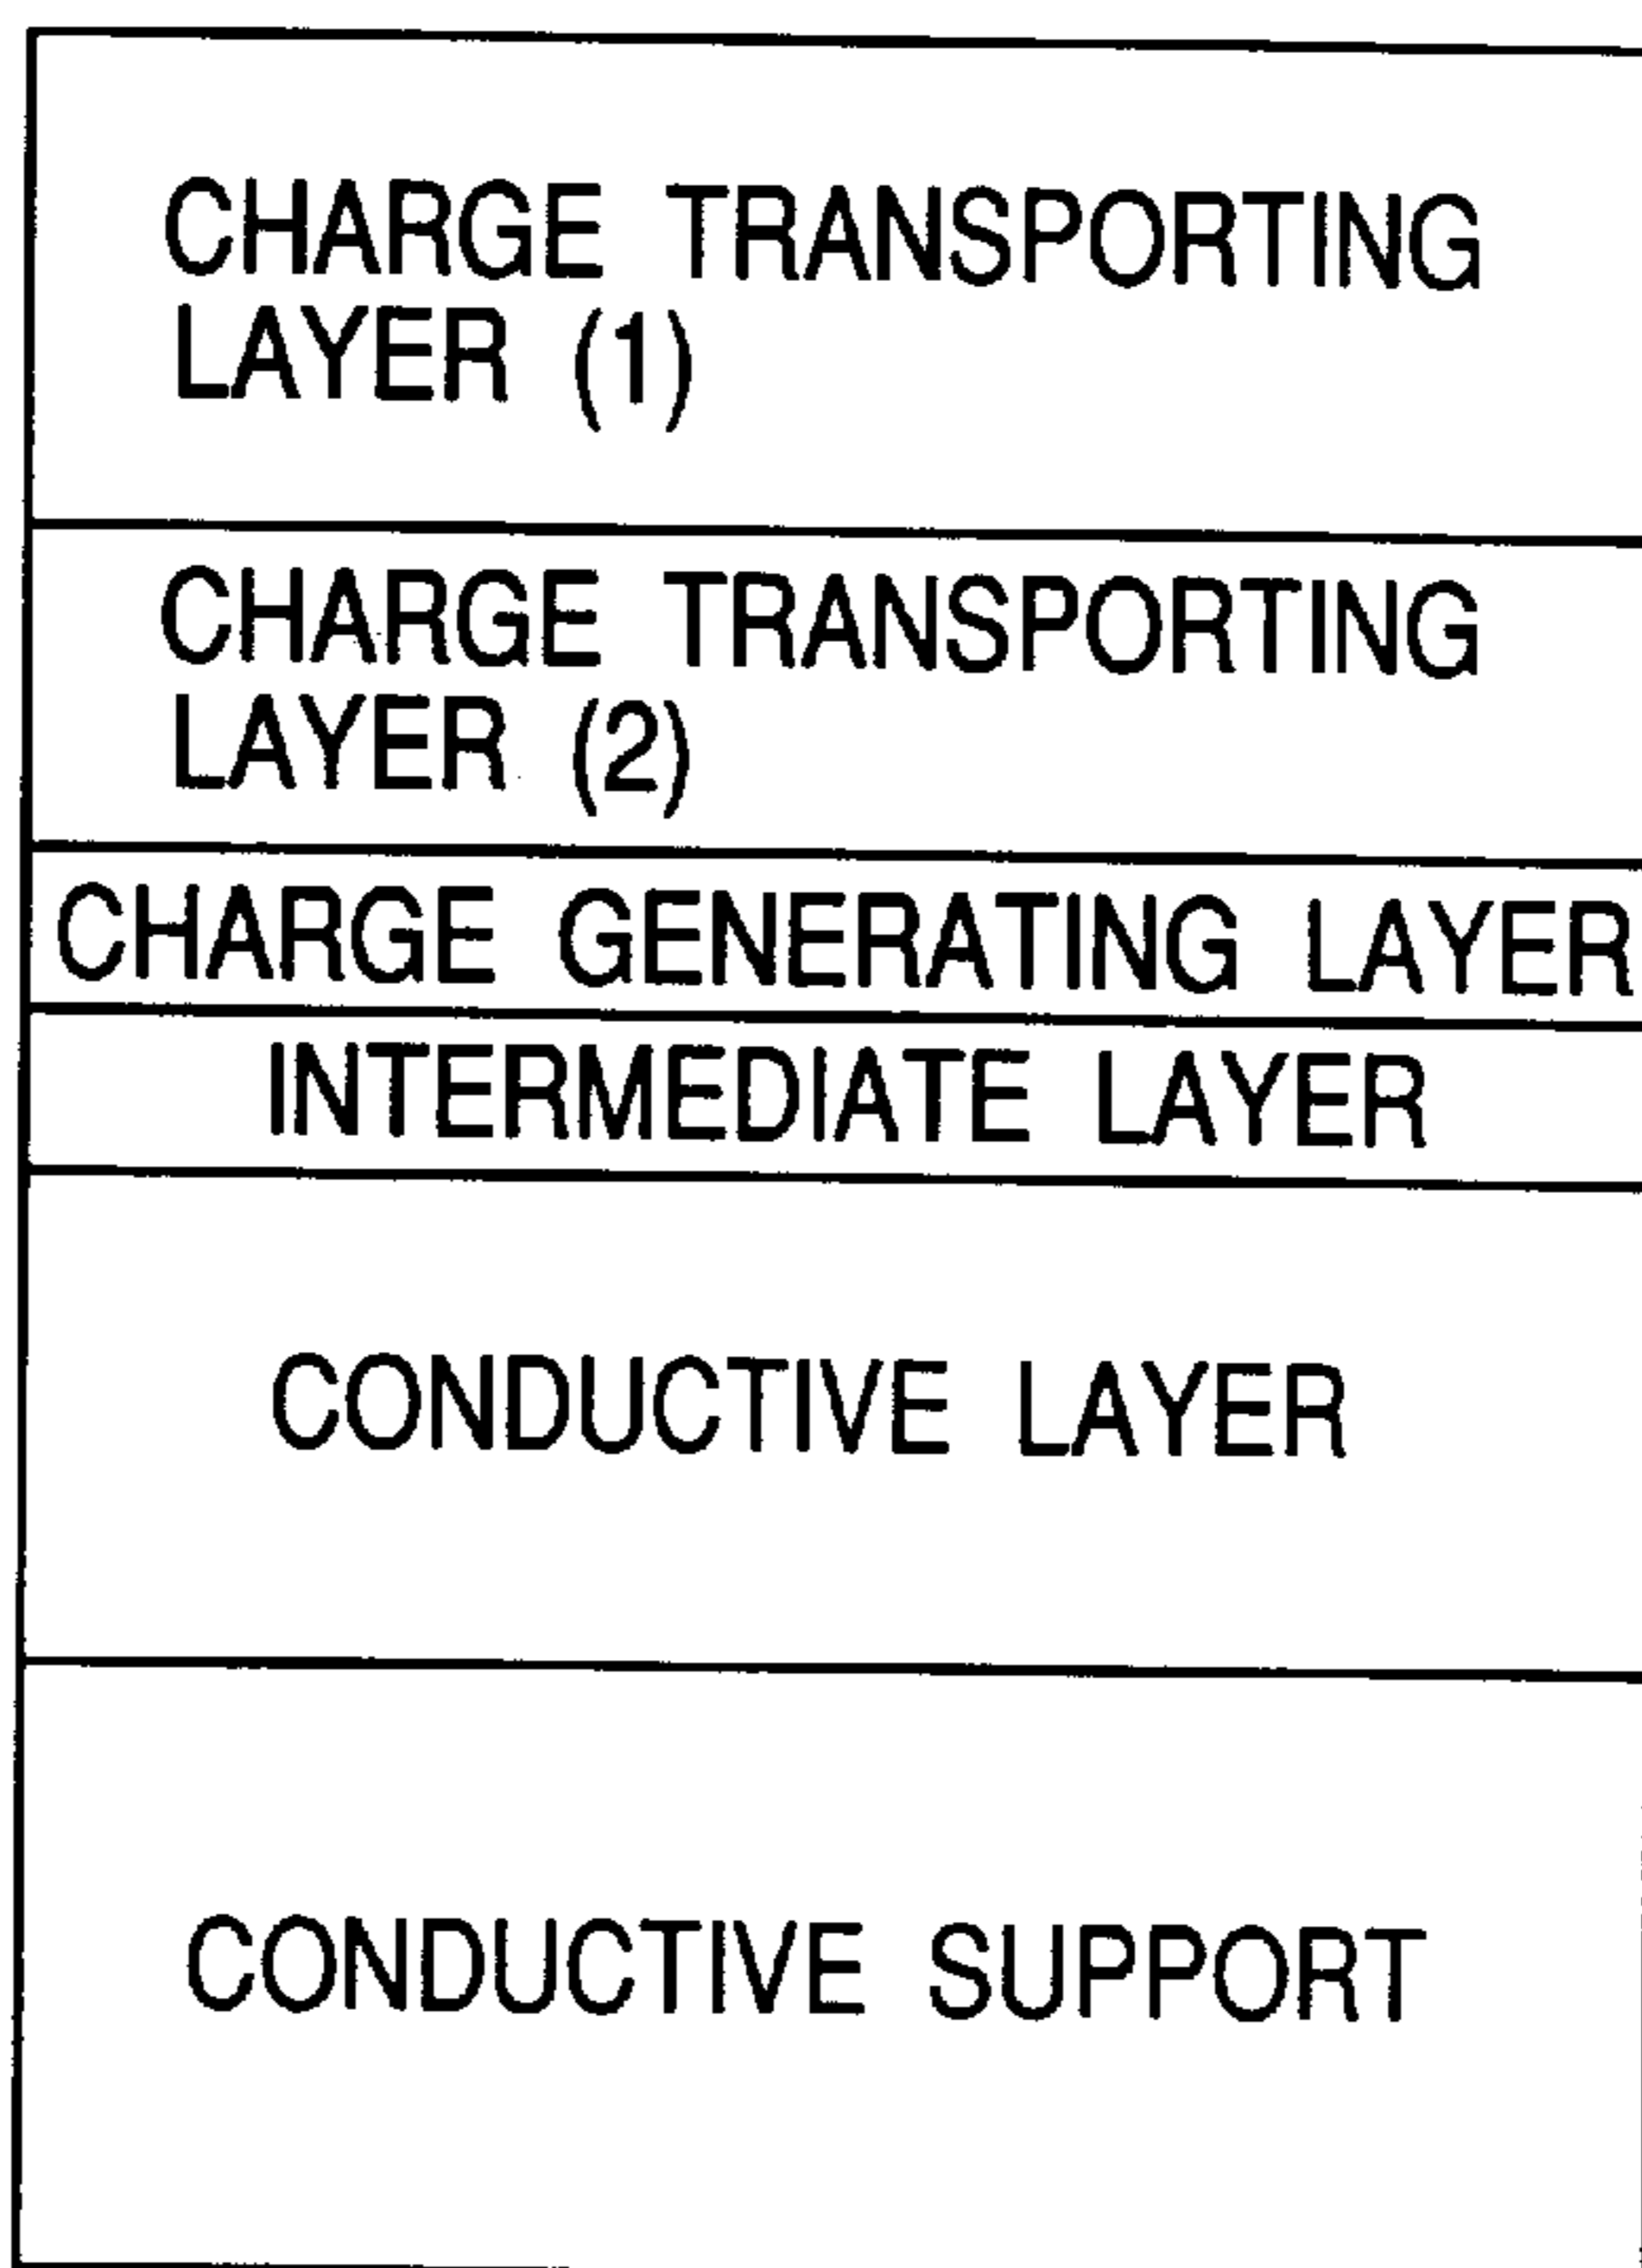 CHARGE TRANSPORTING
LAYER (1)
CHARGE TRANSPORTING
LAYER (2)
CHARGE GENERATING LAYER
INTERMEDIATE LAYER
CONDUCTIVE LAYER
CONDUCTIVE SUPPORT